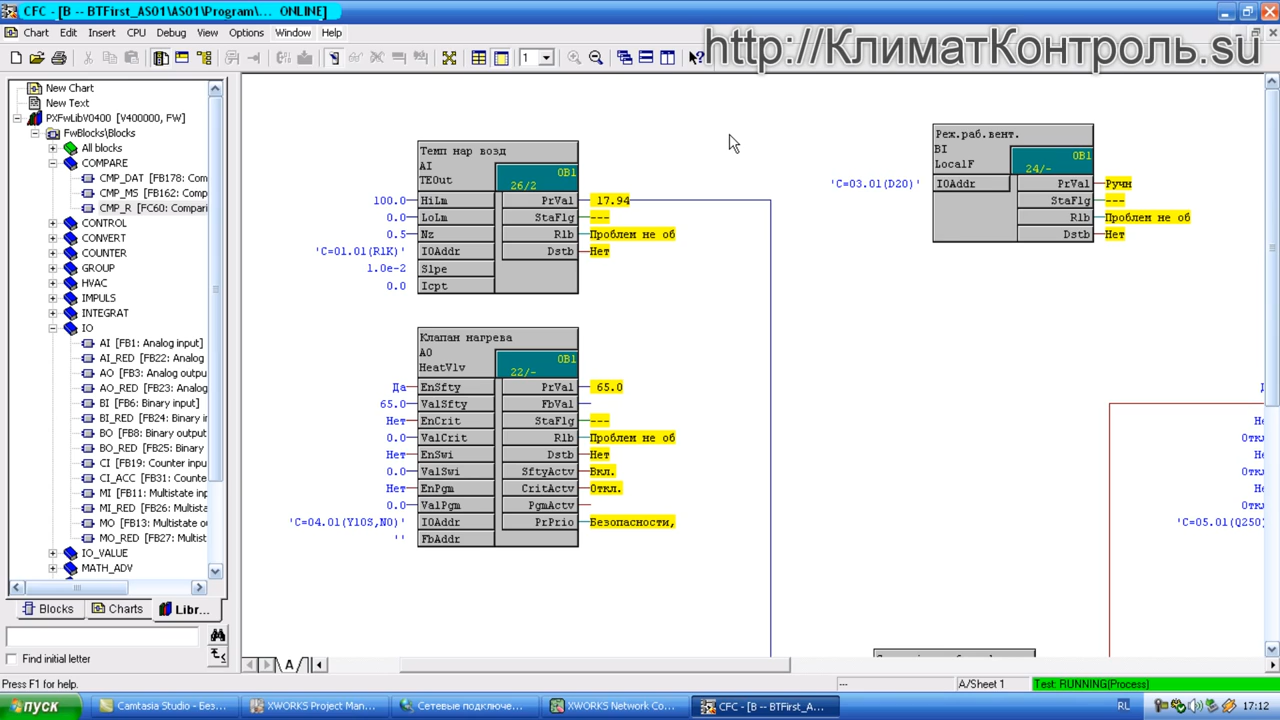 CFC - [B -- BTFirst_AS01\AS01\Program\... ONLINE]
Chart Edit Insert CPU Debug View Options Window Help
http://КлиматКонтроль.su
1
New Chart
New Text
PXFwLibV0400 [V400000, FW]
FwBlocks\Blocks
All blocks
COMPARE
CMP_DAT [FB178: Com
CMP_MS [FB162: Comp
CMP_R [FC60: Compari
CONTROL
CONVERT
COUNTER
GROUP
HVAC
IMPULS
INTEGRAT
IO
AI [FB1: Analog input]
AI_RED [FB22: Analog
AO [FB3: Analog outpu
AO_RED [FB23: Analog
BI [FB6: Binary input]
BI_RED [FB24: Binary i
BO [FB8: Binary output
BO_RED [FB25: Binary
CI [FB19: Counter inpu
CI_ACC [FB31: Counte
MI [FB11: Multistate inp
MI_RED [FB26: Multist
MO [FB13: Multistate ou
MO_RED [FB27: Multist
IO_VALUE
MATH_ADV
Blocks Charts Libr...
Find initial letter
Темп нар возд
AI
TEOut
OB1
26/2
100.0 HiLm PrVal 17.94
0.0 LoLm StaFlg ---
0.5 Nz Rlb Проблем не об
'C=01.01(R1K)' IOAddr Dstb Нет
1.0e-2 Slpe
0.0 Icpt
Клапан нагрева
AO
HeatVlv
OB1
22/-
Да EnSfty PrVal 65.0
65.0 ValSfty FbVal
Нет EnCrit StaFlg ---
0.0 ValCrit Rlb Проблем не об
Нет EnSwi Dstb Нет
0.0 ValSwi SftyActv Вкл.
Нет EnPgm CritActv Откл.
0.0 ValPgm PgmActv
'C=04.01(Y10S,N0)' IOAddr PrPrio Безопасности,
'' FbAddr
Реж.раб.вент.
BI
LocalF
OB1
24/-
'C=03.01(D20)' IOAddr PrVal Ручн
StaFlg ---
Rlb Проблем не об
Dstb Нет
Не
Откл
Не
Откл
Не
Откл
'C=05.01(Q250)
A
Press F1 for help. --- A/Sheet 1 Test: RUNNING(Process)
пуск Camtasia Studio - Без... XWORKS Project Man... Сетевые подключе... XWORKS Network Co... CFC - [B -- BTFirst_A... RL 17:12